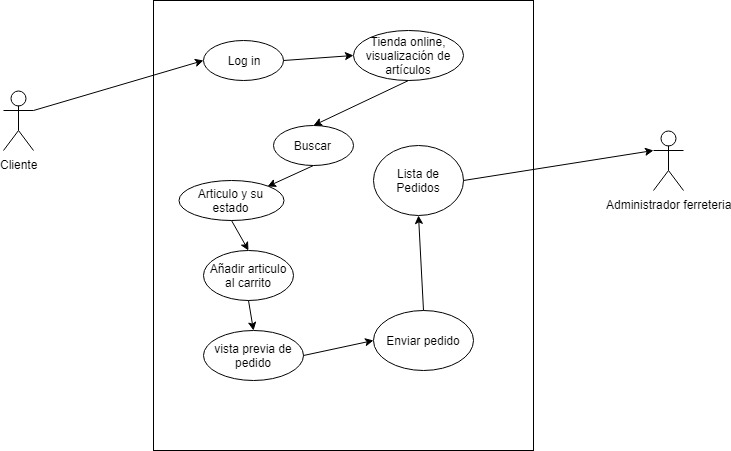 Log in
Tienda online,
visualización de
artículos
Cliente
Buscar
Lista de
Pedidos
Articulo y su
estado
Administrador ferreteria
Añadir articulo
al carrito
vista previa de
pedido
Enviar pedido